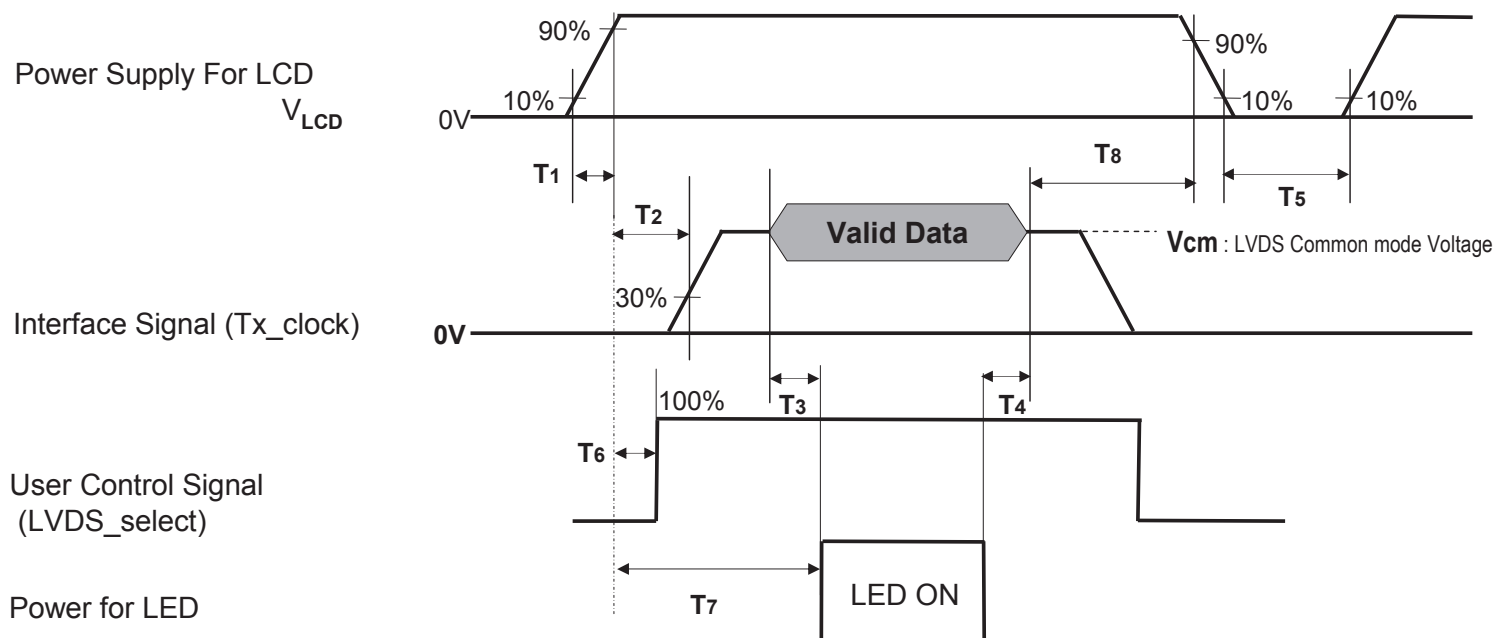 90%
90%
Power Supply For LCD
VLCD
10%
10%
10%
0V
T1
T8
T5
T2
Valid Data
Vcm : LVDS Common mode Voltage
30%
Interface Signal (Tx_clock)
0V
100%
T3
T4
T6
User Control Signal
(LVDS_select)
T7
LED ON
Power for LED